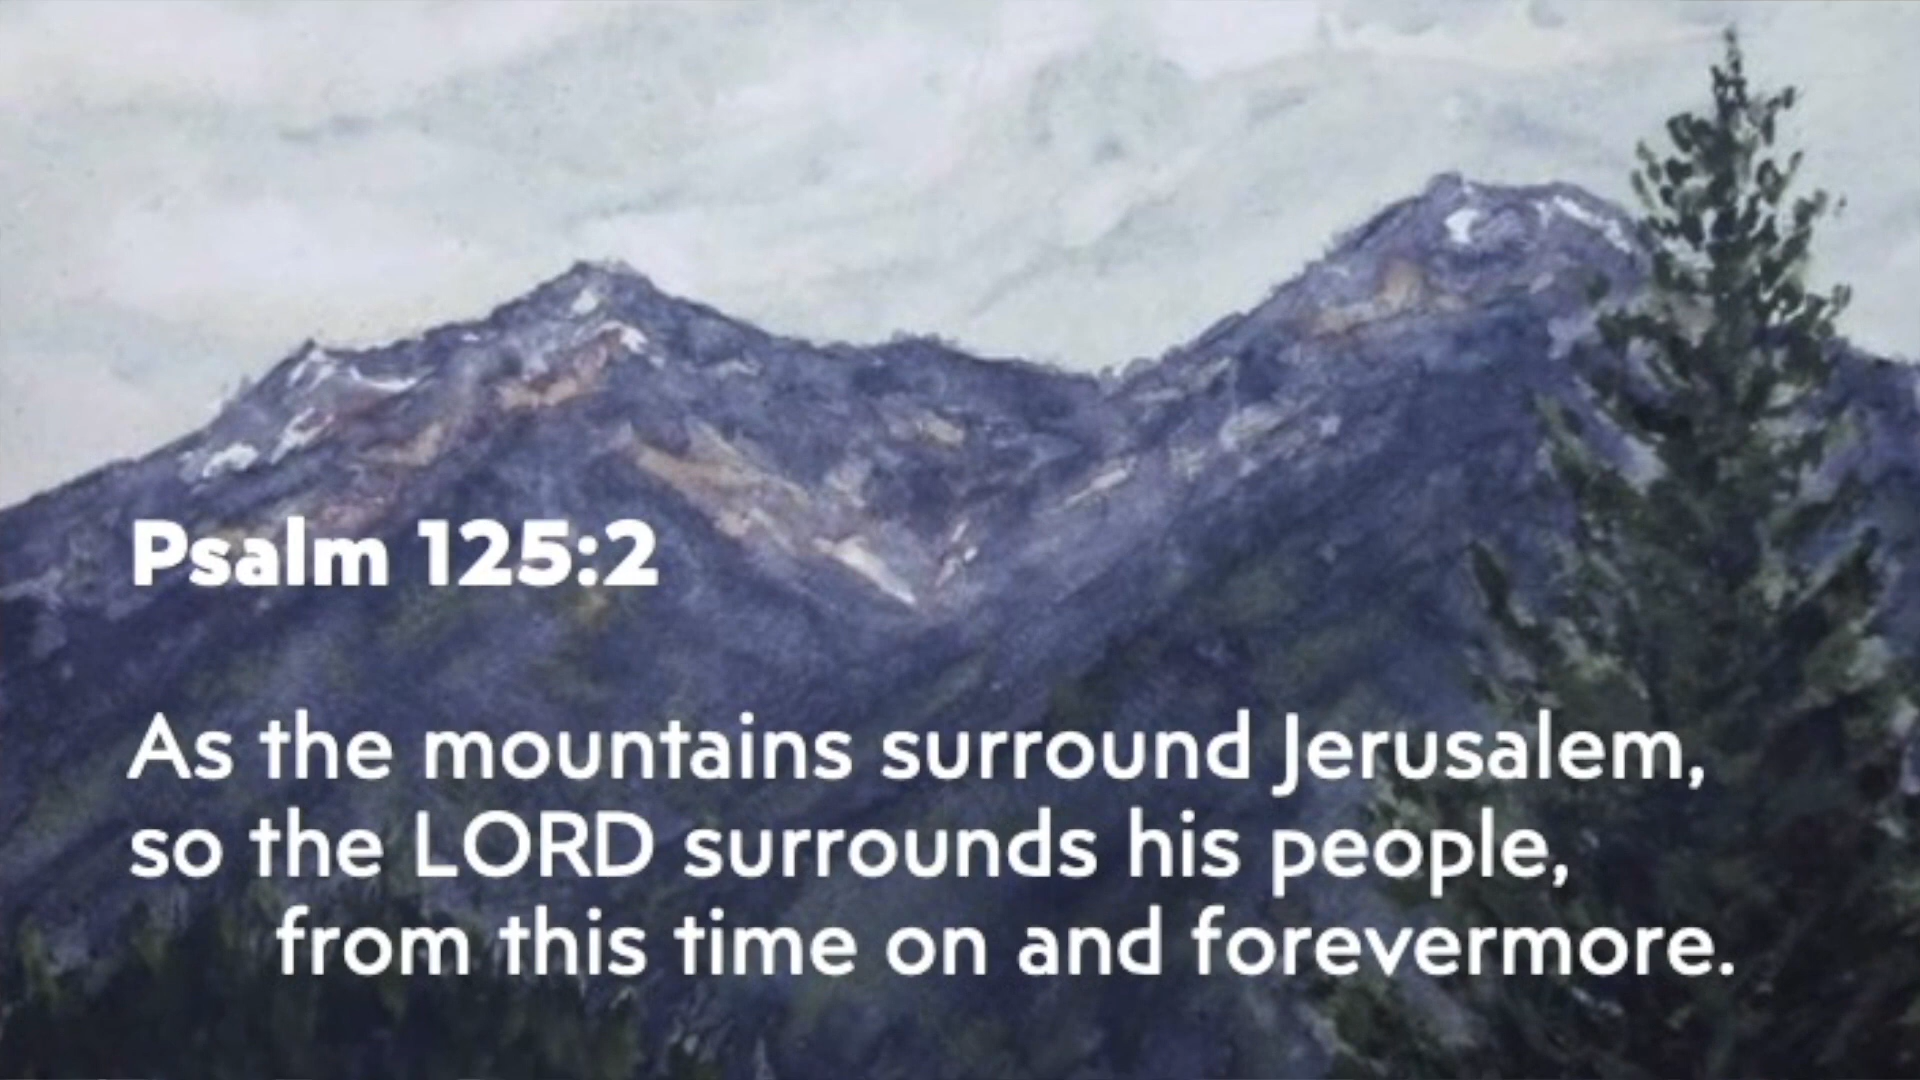 Psalm 125:2
As the mountains surround Jerusalem,
so the LORD surrounds his people,
from this time on and forevermore.